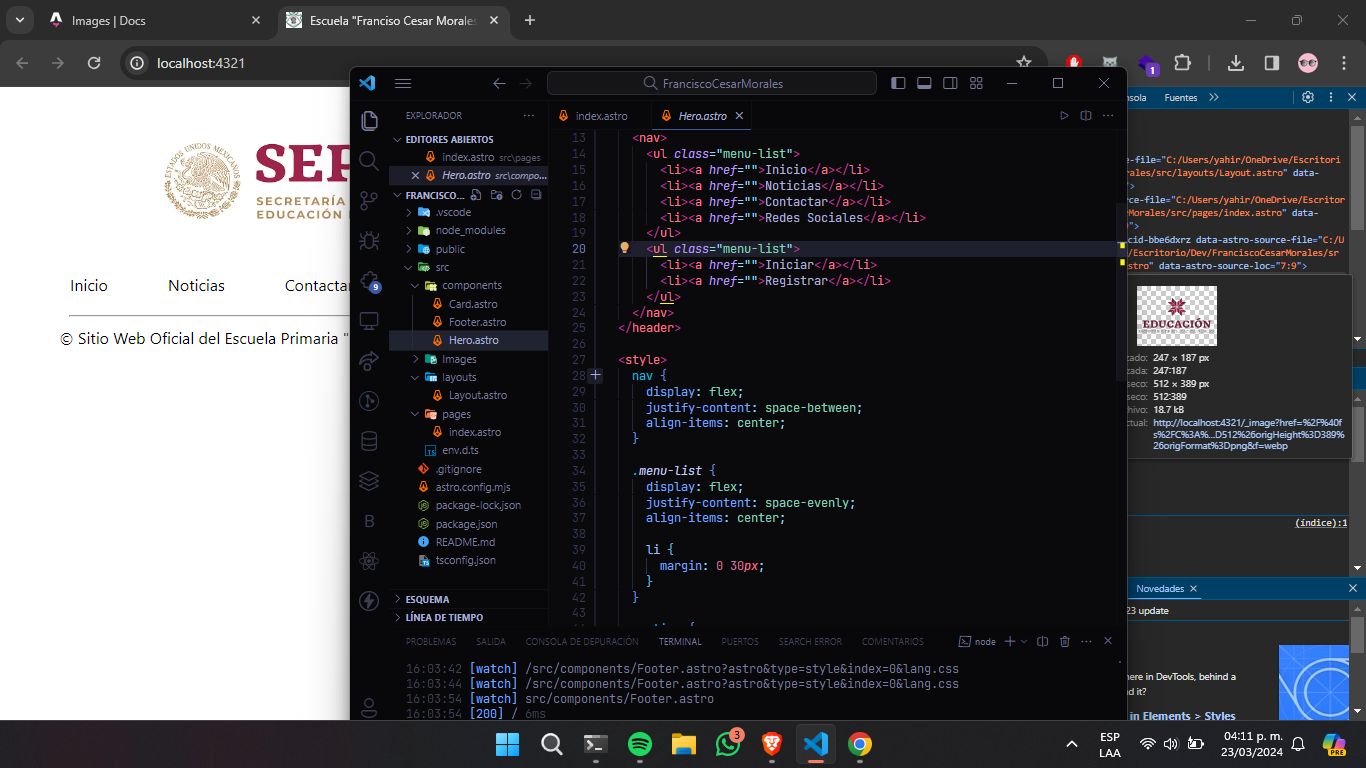 Images | Docs
Escuela "Franciso Cesar Morales
localhost:4321
1
SEP
SECRETARÍA
EDUCACIÓN
Inicio Noticias Contactar
© Sitio Web Oficial del Escuela Primaria "
FranciscoCesarMorales
EXPLORADOR
EDITORES ABIERTOS
index.astro src\pages
Hero.astro src\compo...
FRANCISCO...
.vscode
node_modules
public
src
components
Card.astro
Footer.astro
Hero.astro
Images
layouts
Layout.astro
pages
index.astro
env.d.ts
.gitignore
astro.config.mjs
package-lock.json
package.json
README.md
tsconfig.json
ESQUEMA
LÍNEA DE TIEMPO
9
B
index.astro
Hero.astro
13 <nav>
14 <ul class="menu-list">
15 <li><a href="">Inicio</a></li>
16 <li><a href="">Noticias</a></li>
17 <li><a href="">Contactar</a></li>
18 <li><a href="">Redes Sociales</a></li>
19 </ul>
20 <ul class="menu-list">
21 <li><a href="">Iniciar</a></li>
22 <li><a href="">Registrar</a></li>
23 </ul>
24 </nav>
25 </header>
26
27 <style>
28 nav {
29 display: flex;
30 justify-content: space-between;
31 align-items: center;
32 }
33
34 .menu-list {
35 display: flex;
36 justify-content: space-evenly;
37 align-items: center;
38
39 li {
40 margin: 0 30px;
41 }
42 }
43
PROBLEMAS SALIDA CONSOLA DE DEPURACIÓN TERMINAL PUERTOS SEARCH ERROR COMENTARIOS
node
16:03:42 [watch] /src/components/Footer.astro?astro&type=style&index=0&lang.css
16:03:44 [watch] /src/components/Footer.astro?astro&type=style&index=0&lang.css
16:03:54 [watch] src/components/Footer.astro
16:03:54 [200] / 6ms
nsola Fuentes
e-file="C:/Users/yahir/OneDrive/Escritori
rales/src/layouts/Layout.astro" data-
">
rce-file="C:/Users/yahir/OneDrive/Escritor
Morales/src/pages/index.astro" data-
">
cid-bbe6dxrz data-astro-source-file="C:/U
/Escritorio/Dev/FranciscoCesarMorales/sr
astro" data-astro-source-loc="7:9">
EDUCACIÓN
zado: 247 × 187 px
zada: 247:187
nseco: 512 × 389 px
seco: 512:389
chivo: 18.7 kB
ctual: http://localhost:4321/_image?href=%2F%40f
s%2FC%3A%...D512%26origHeight%3D389%
26origFormat%3Dpng&f=webp
(índice):1
Novedades
23 update
here in DevTools, behind a
nd it?
in Elements > Styles
3
ESP
LAA
04:11 p. m.
23/03/2024
PRE